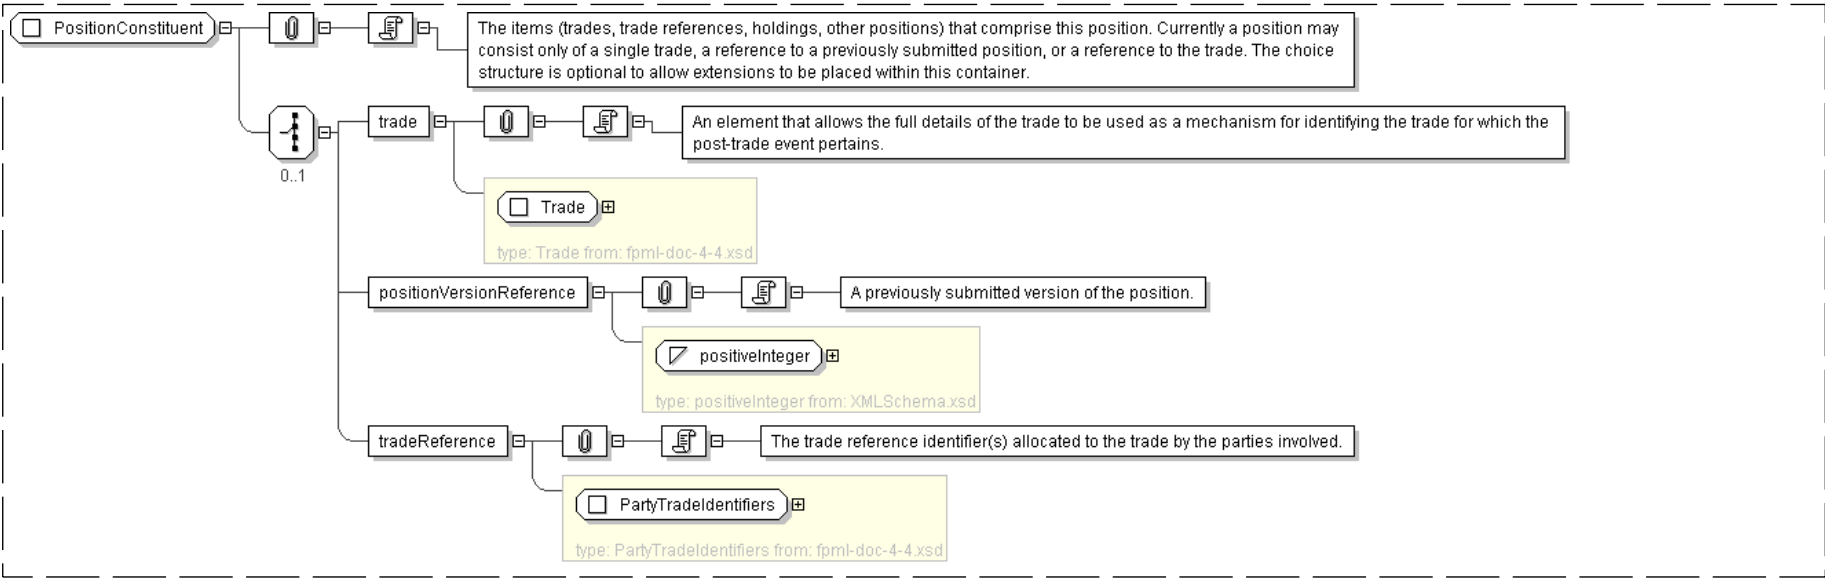 PositionConstituent
The items (trades, trade references, holdings, other positions) that comprise this position. Currently a position may
consist only of a single trade, a reference to a previously submitted position, or a reference to the trade. The choice
structure is optional to allow extensions to be placed within this container.
0..1
trade
An element that allows the full details of the trade to be used as a mechanism for identifying the trade for which the
post-trade event pertains.
Trade
type: Trade from: fpml-doc-4-4.xsd
positionVersionReference
A previously submitted version of the position.
positiveInteger
type: positiveInteger from: XMLSchema.xsd
tradeReference
The trade reference identifier(s) allocated to the trade by the parties involved.
PartyTradeIdentifiers
type: PartyTradeIdentifiers from: fpml-doc-4-4.xsd